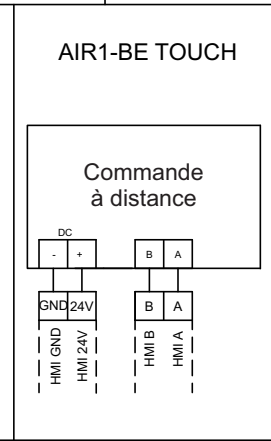 AIR1-BE TOUCH
Commande
à distance
DC
- + B A
GND 24V B A
HMI GND
HMI 24V
HMI B
HMI A